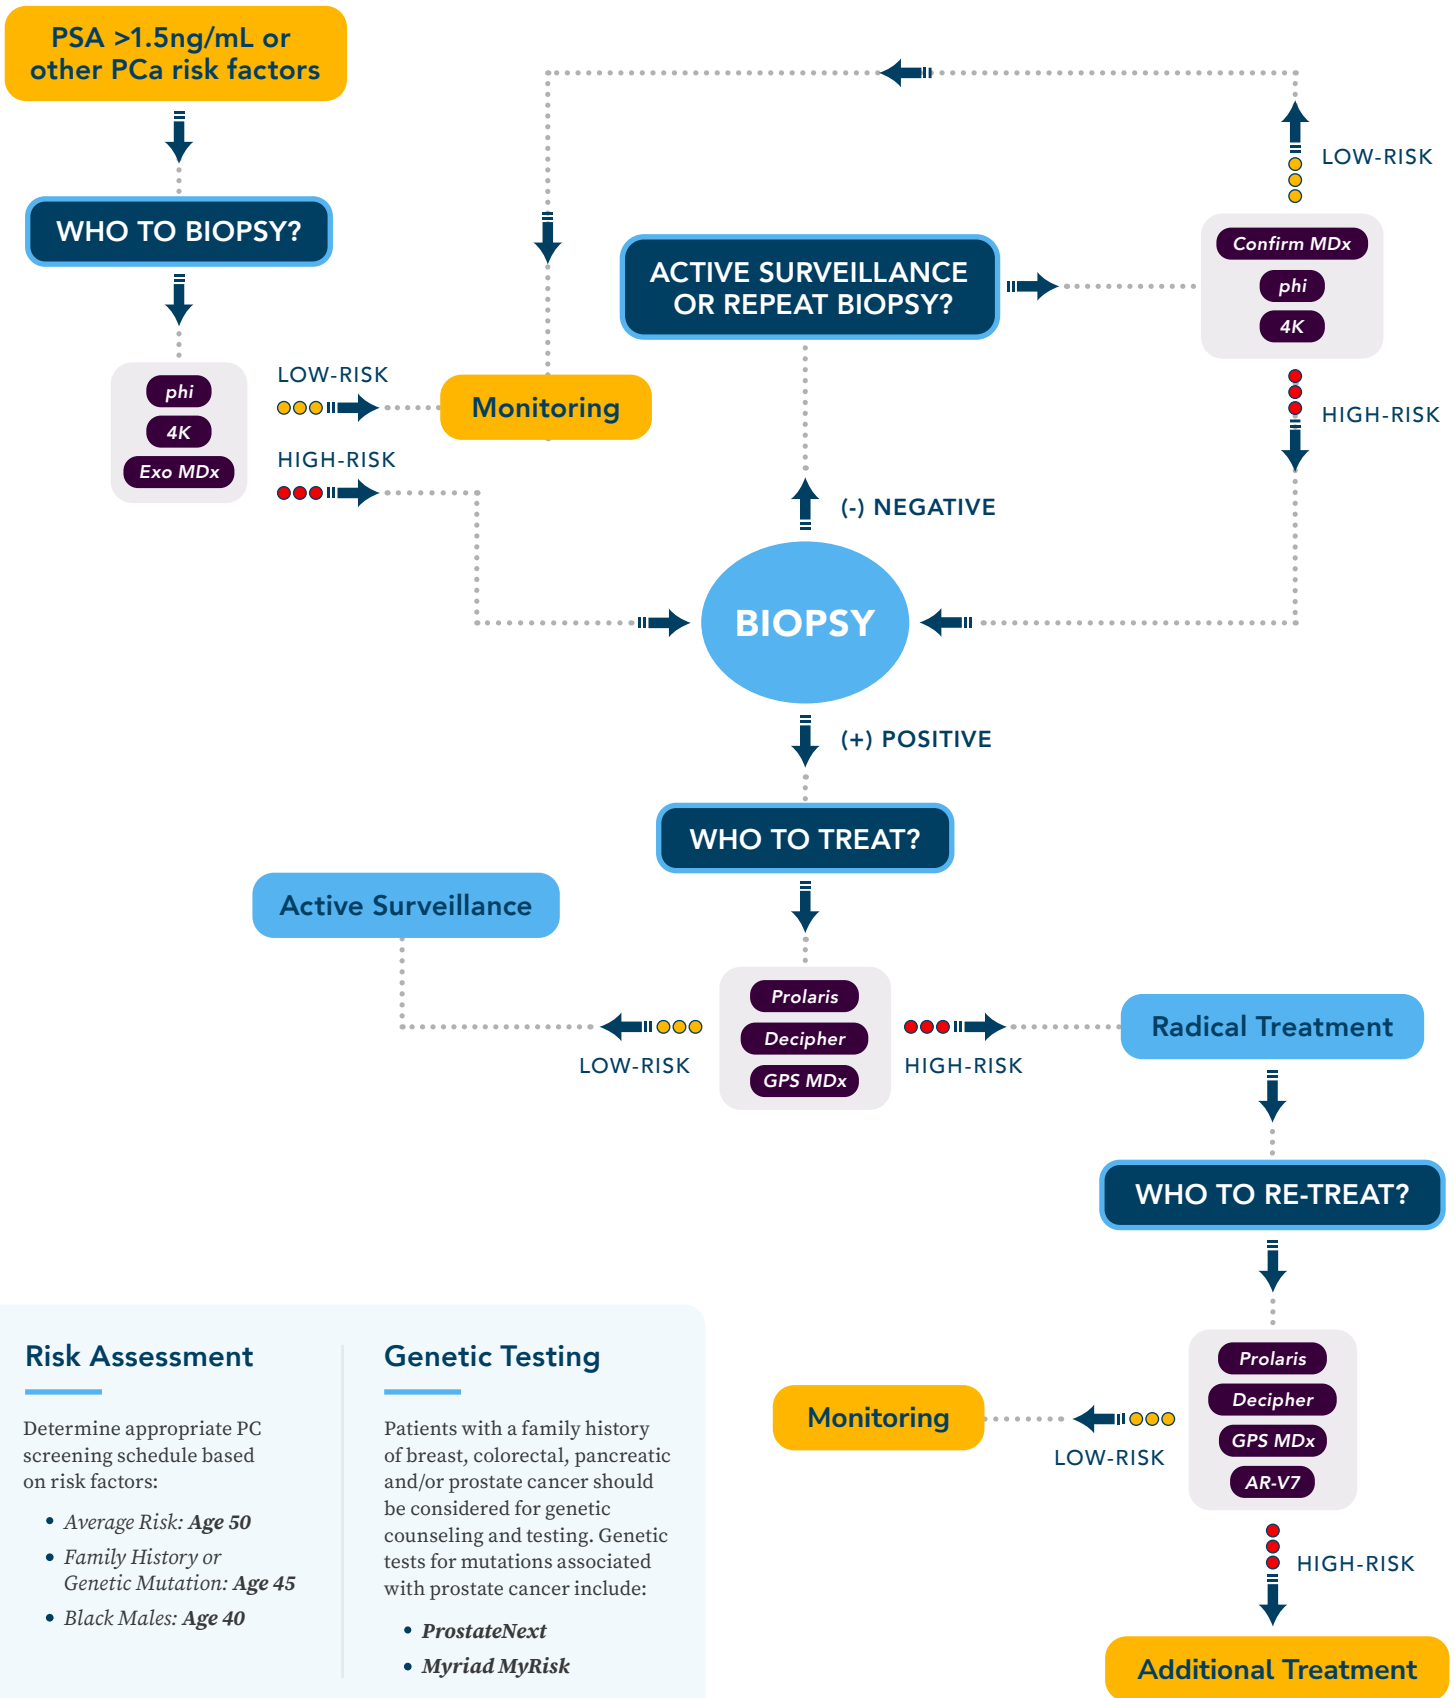 PSA >1.5ng/mL or
other PCa risk factors
WHO TO BIOPSY?
phi
4K
Exo MDx
LOW-RISK
HIGH-RISK
Monitoring
ACTIVE SURVEILLANCE
OR REPEAT BIOPSY?
LOW-RISK
Confirm MDx
phi
4K
HIGH-RISK
(-) NEGATIVE
BIOPSY
(+) POSITIVE
WHO TO TREAT?
Active Surveillance
Prolaris
Decipher
GPS MDx
LOW-RISK
HIGH-RISK
Radical Treatment
WHO TO RE-TREAT?
Prolaris
Decipher
GPS MDx
AR-V7
Monitoring
LOW-RISK
HIGH-RISK
Additional Treatment
Risk Assessment
Determine appropriate PC
screening schedule based
on risk factors:
• Average Risk: Age 50
• Family History or
Genetic Mutation: Age 45
• Black Males: Age 40
Genetic Testing
Patients with a family history
of breast, colorectal, pancreatic
and/or prostate cancer should
be considered for genetic
counseling and testing. Genetic
tests for mutations associated
with prostate cancer include:
• ProstateNext
• Myriad MyRisk